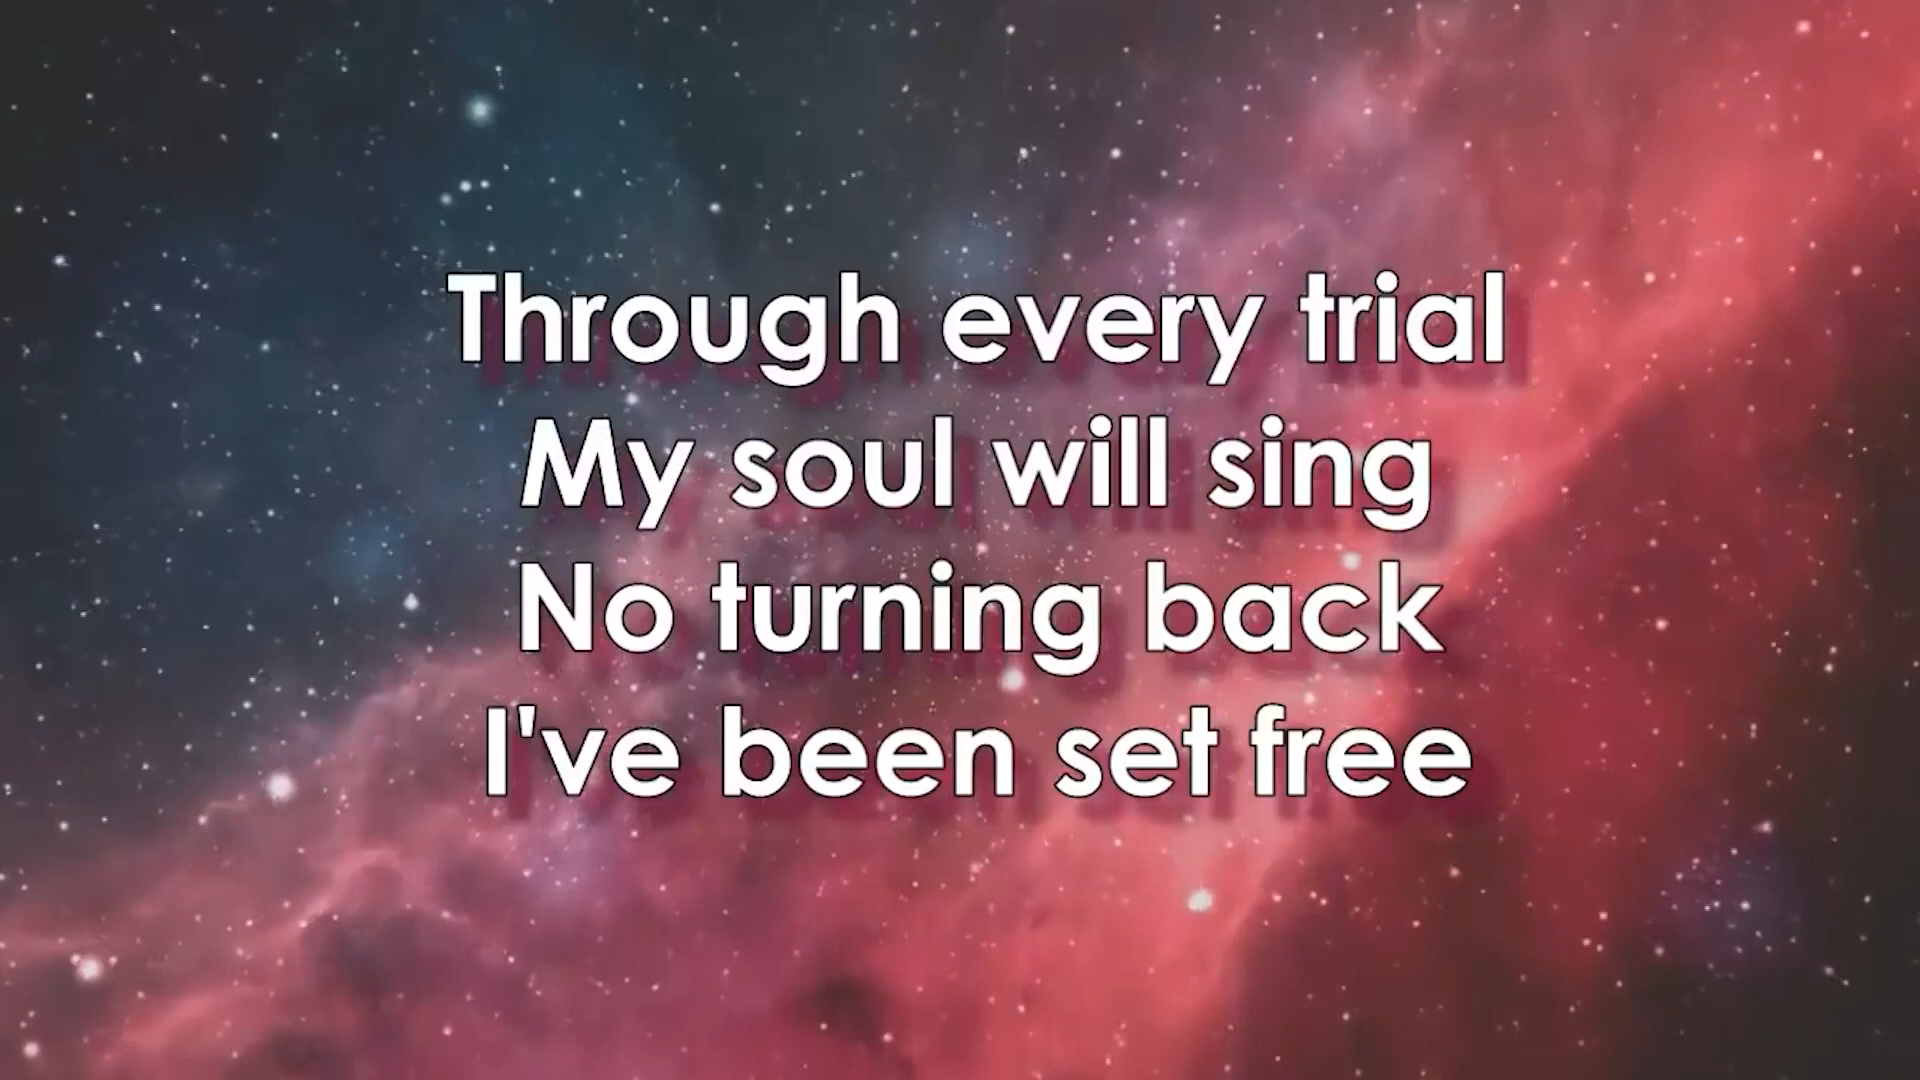 Through every trial
My soul will sing
No turning back
I've been set free